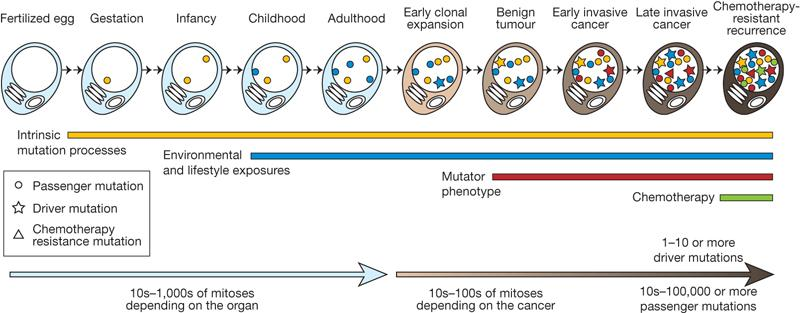 Fertilized egg
Gestation
Infancy
Childhood
Adulthood
Early clonal
expansion
Benign
tumour
Early invasive
cancer
Late invasive
cancer
Chemotherapy-
resistant
recurrence
Intrinsic
mutation processes
Environmental
and lifestyle exposures
Mutator
phenotype
Chemotherapy
Passenger mutation
Driver mutation
Chemotherapy
resistance mutation
1–10 or more
driver mutations
10s–1,000s of mitoses
depending on the organ
10s–100s of mitoses
depending on the cancer
10s–100,000 or more
passenger mutations